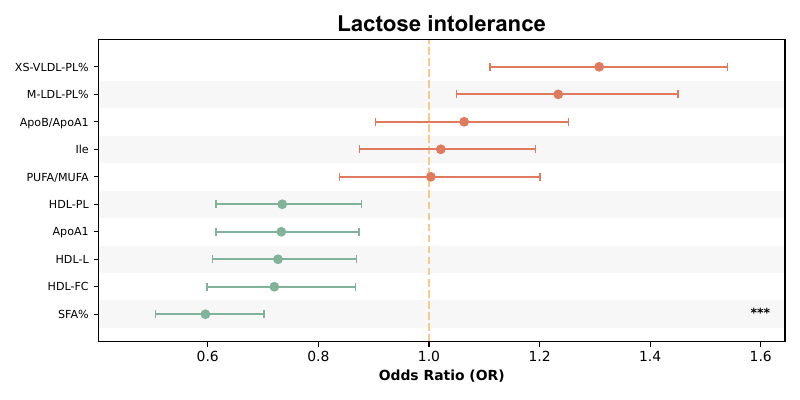 Lactose intolerance
XS-VLDL-PL%
M-LDL-PL%
ApoB/ApoA1
Ile
PUFA/MUFA
HDL-PL
ApoA1
HDL-L
HDL-FC
SFA%
***
0.6 0.8 1.0 1.2 1.4 1.6
Odds Ratio (OR)